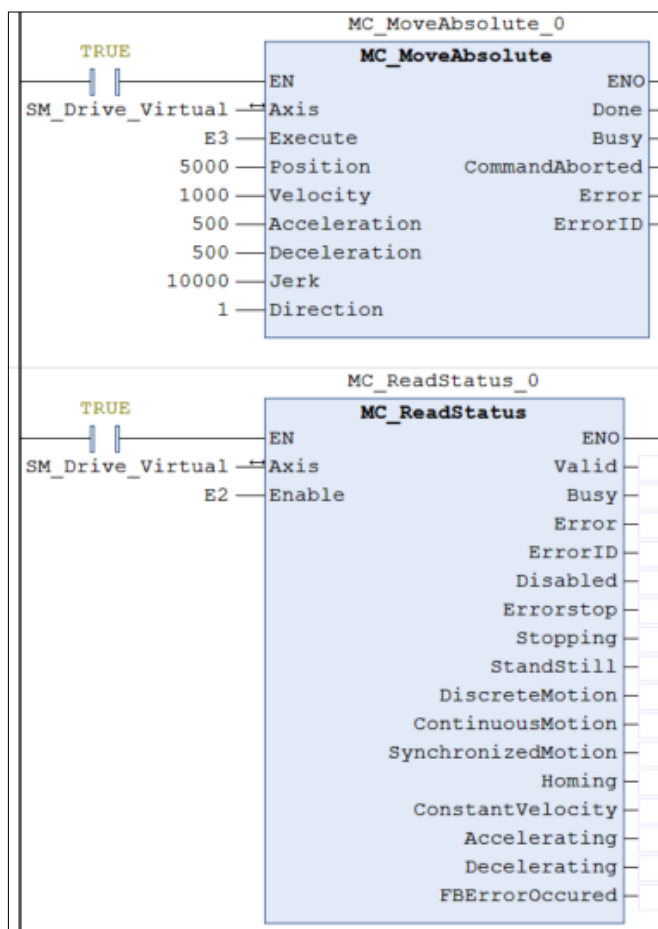 MC_MoveAbsolute_0
TRUE
MC_MoveAbsolute
EN ENO
SM_Drive_Virtual Axis Done
E3 Execute Busy
5000 Position CommandAborted
1000 Velocity Error
500 Acceleration ErrorID
500 Deceleration
10000 Jerk
1 Direction
MC_ReadStatus_0
TRUE
MC_ReadStatus
EN ENO
SM_Drive_Virtual Axis Valid
E2 Enable Busy
Error
ErrorID
Disabled
Errorstop
Stopping
StandStill
DiscreteMotion
ContinuousMotion
SynchronizedMotion
Homing
ConstantVelocity
Accelerating
Decelerating
FBErrorOccured